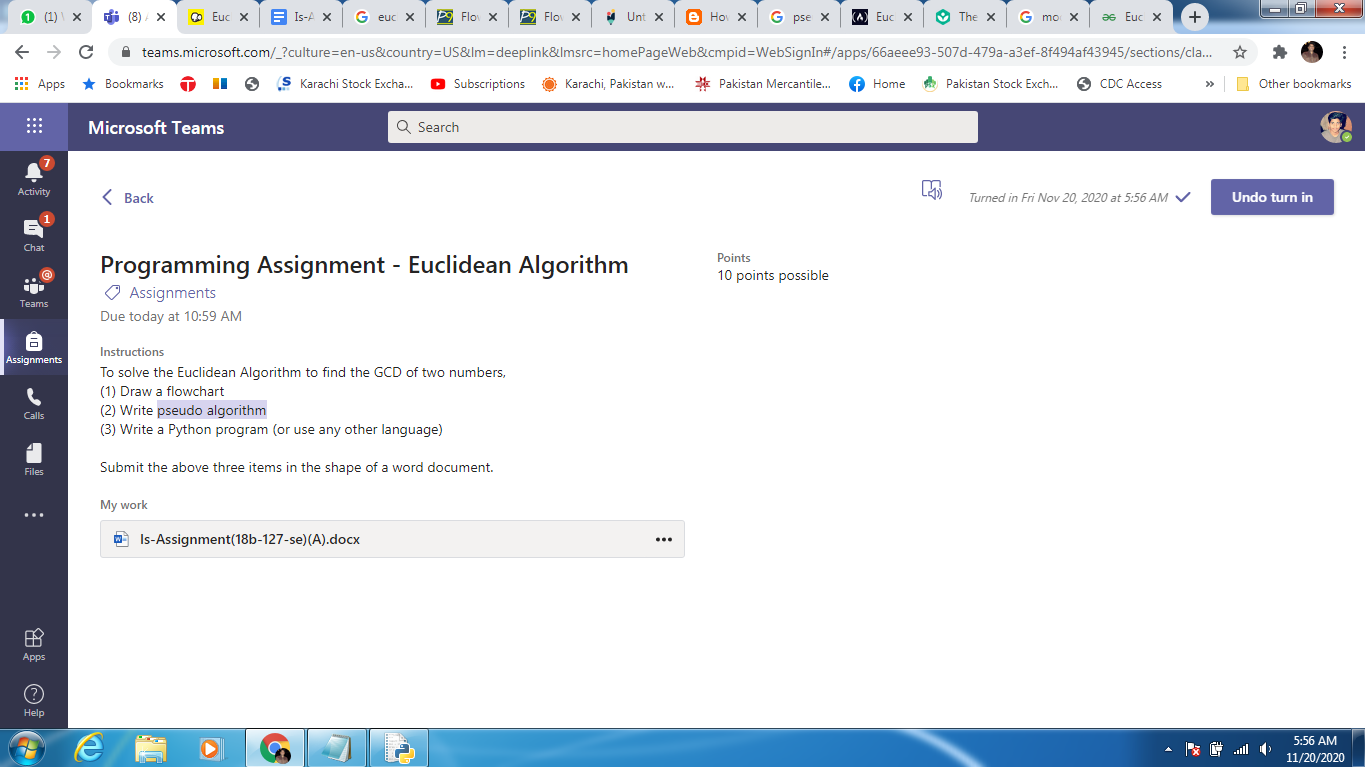 (1) W
(8) A
Euc
Is-A
euc
Flow
Flow
Unt
How
pse
Euc
The
mo
Euc
teams.microsoft.com/_?culture=en-us&country=US&lm=deeplink&lmsrc=homePageWeb&cmpid=WebSignIn#/apps/66aeee93-507d-479a-a3ef-8f494af43945/sections/cla...
Apps
Bookmarks
Karachi Stock Excha...
Subscriptions
Karachi, Pakistan w...
Pakistan Mercantile...
Home
Pakistan Stock Exch...
CDC Access
»
Other bookmarks
Microsoft Teams
Search
7
Activity
1
Chat
@
Teams
Assignments
Calls
Files
Apps
Help
Back
Turned in Fri Nov 20, 2020 at 5:56 AM
Undo turn in
Programming Assignment - Euclidean Algorithm
Assignments
Due today at 10:59 AM
Points
10 points possible
Instructions
To solve the Euclidean Algorithm to find the GCD of two numbers,
(1) Draw a flowchart
(2) Write pseudo algorithm
(3) Write a Python program (or use any other language)
Submit the above three items in the shape of a word document.
My work
Is-Assignment(18b-127-se)(A).docx
5:56 AM
11/20/2020